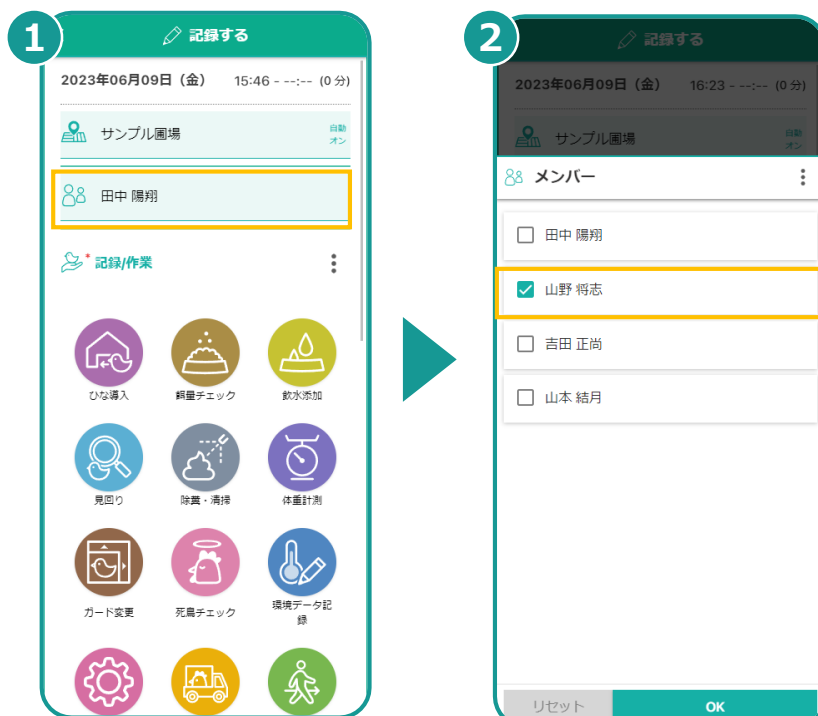 1
記録する
2023年06月09日（金） 15:46 - --:-- (0 分)
サンプル圃場
自動
オン
田中 陽翔
* 記録/作業
ひな導入
餌量チェック
飲水添加
見回り
除糞・清掃
体重計測
ガード変更
死鳥チェック
環境データ記
録
2
記録する
2023年06月09日（金） 16:23 - --:-- (0 分)
サンプル圃場
自動
オン
メンバー
田中 陽翔
山野 将志
吉田 正尚
山本 結月
リセット
OK